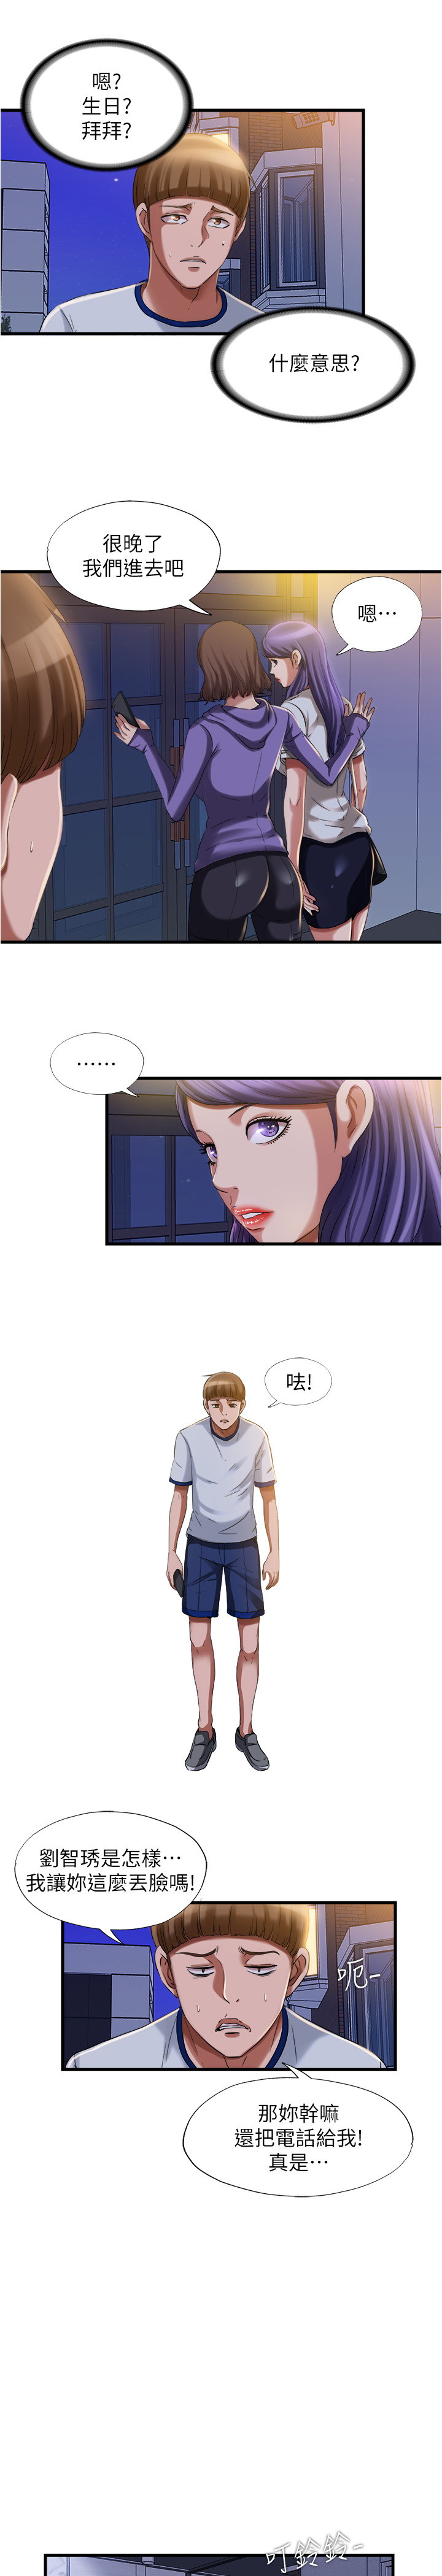 嗯?
生日?
拜拜?
什麼意思?
很晚了
我們進去吧
嗯…
……
呿!
劉智琇是怎樣…
我讓妳這麼丟臉嗎!
呃-
那妳幹嘛
還把電話給我!
真是…
叮鈴鈴-